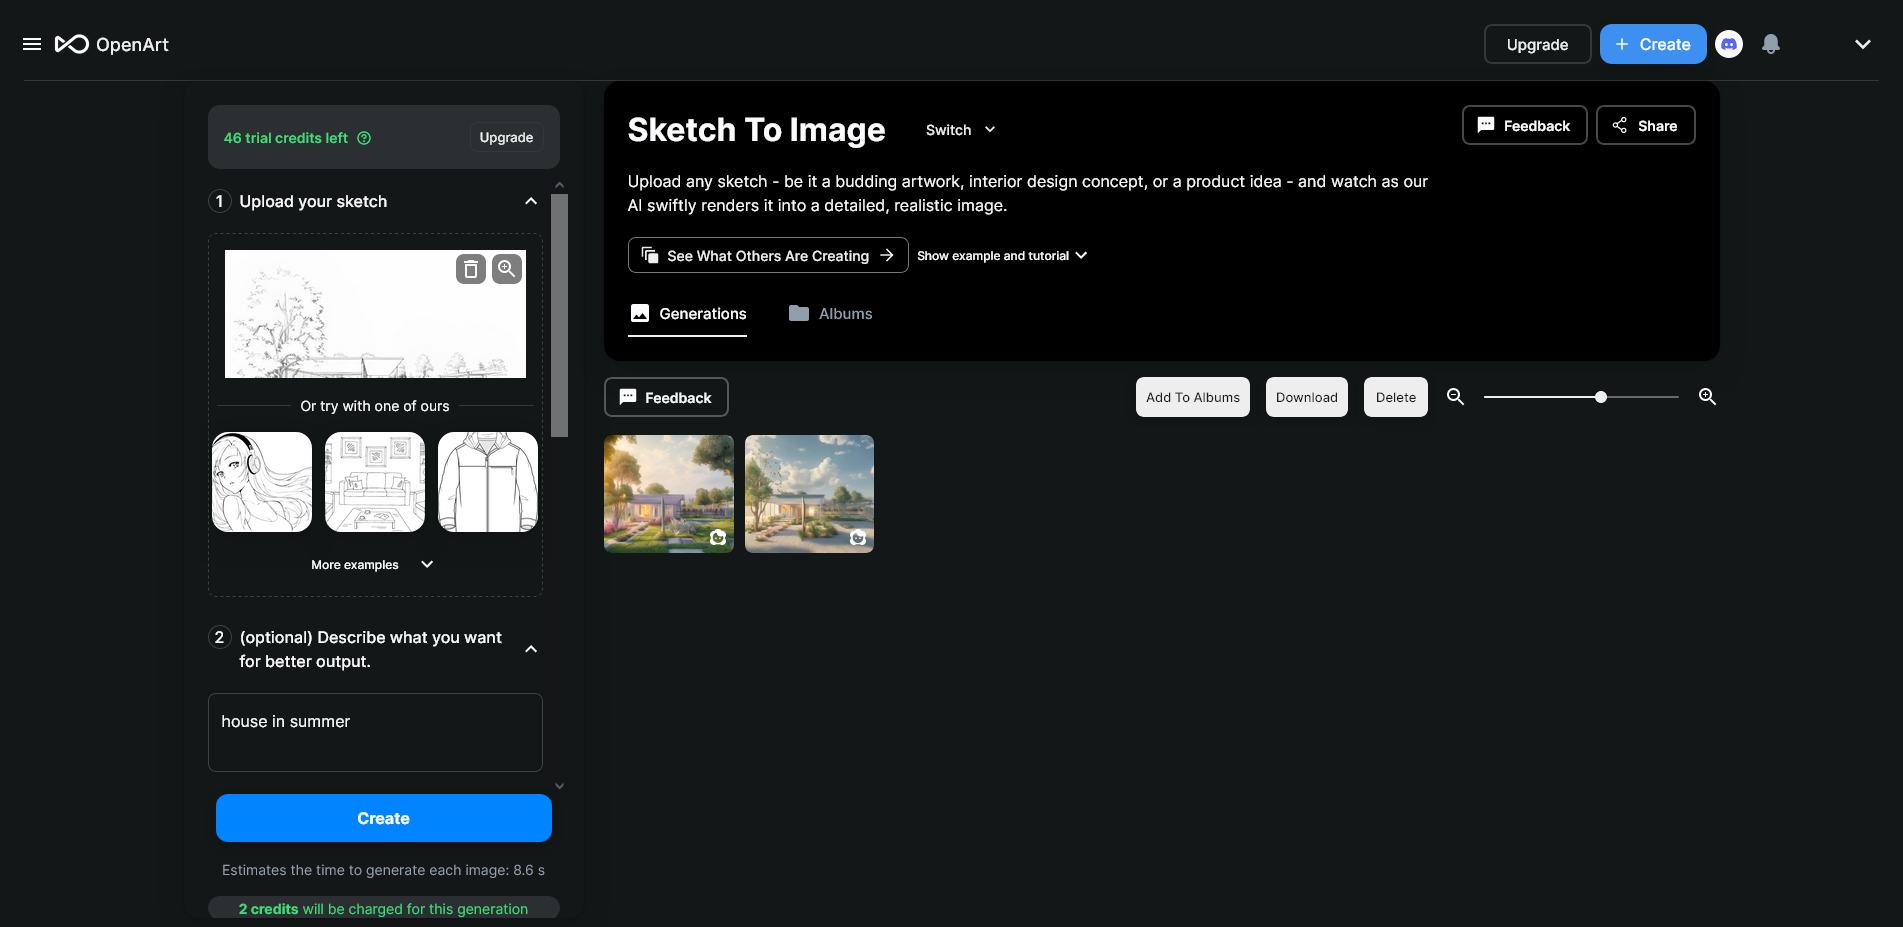 OpenArt
Upgrade
Create
46 trial credits left
Upgrade
1 Upload your sketch
Or try with one of ours
More examples
2 (optional) Describe what you want
for better output.
house in summer
Create
Estimates the time to generate each image: 8.6 s
2 credits will be charged for this generation
Sketch To Image
Switch
Feedback
Share
Upload any sketch - be it a budding artwork, interior design concept, or a product idea - and watch as our
AI swiftly renders it into a detailed, realistic image.
See What Others Are Creating
Show example and tutorial
Generations
Albums
Feedback
Add To Albums
Download
Delete